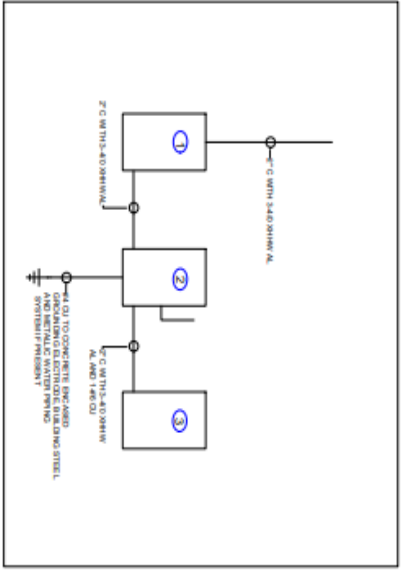 1
2" C WITH 3-4/0 XHHW AL
2" C WITH 3-4/0 XHHW AL
2
#4 CU TO CONCRETE ENCASED
GROUNDING ELECTRODE, BUILDING STEEL
AND METALLIC WATER PIPING
SYSTEM IF PRESENT
2" C WITH 3-4/0 XHHW
AL AND 1-#6 CU
3